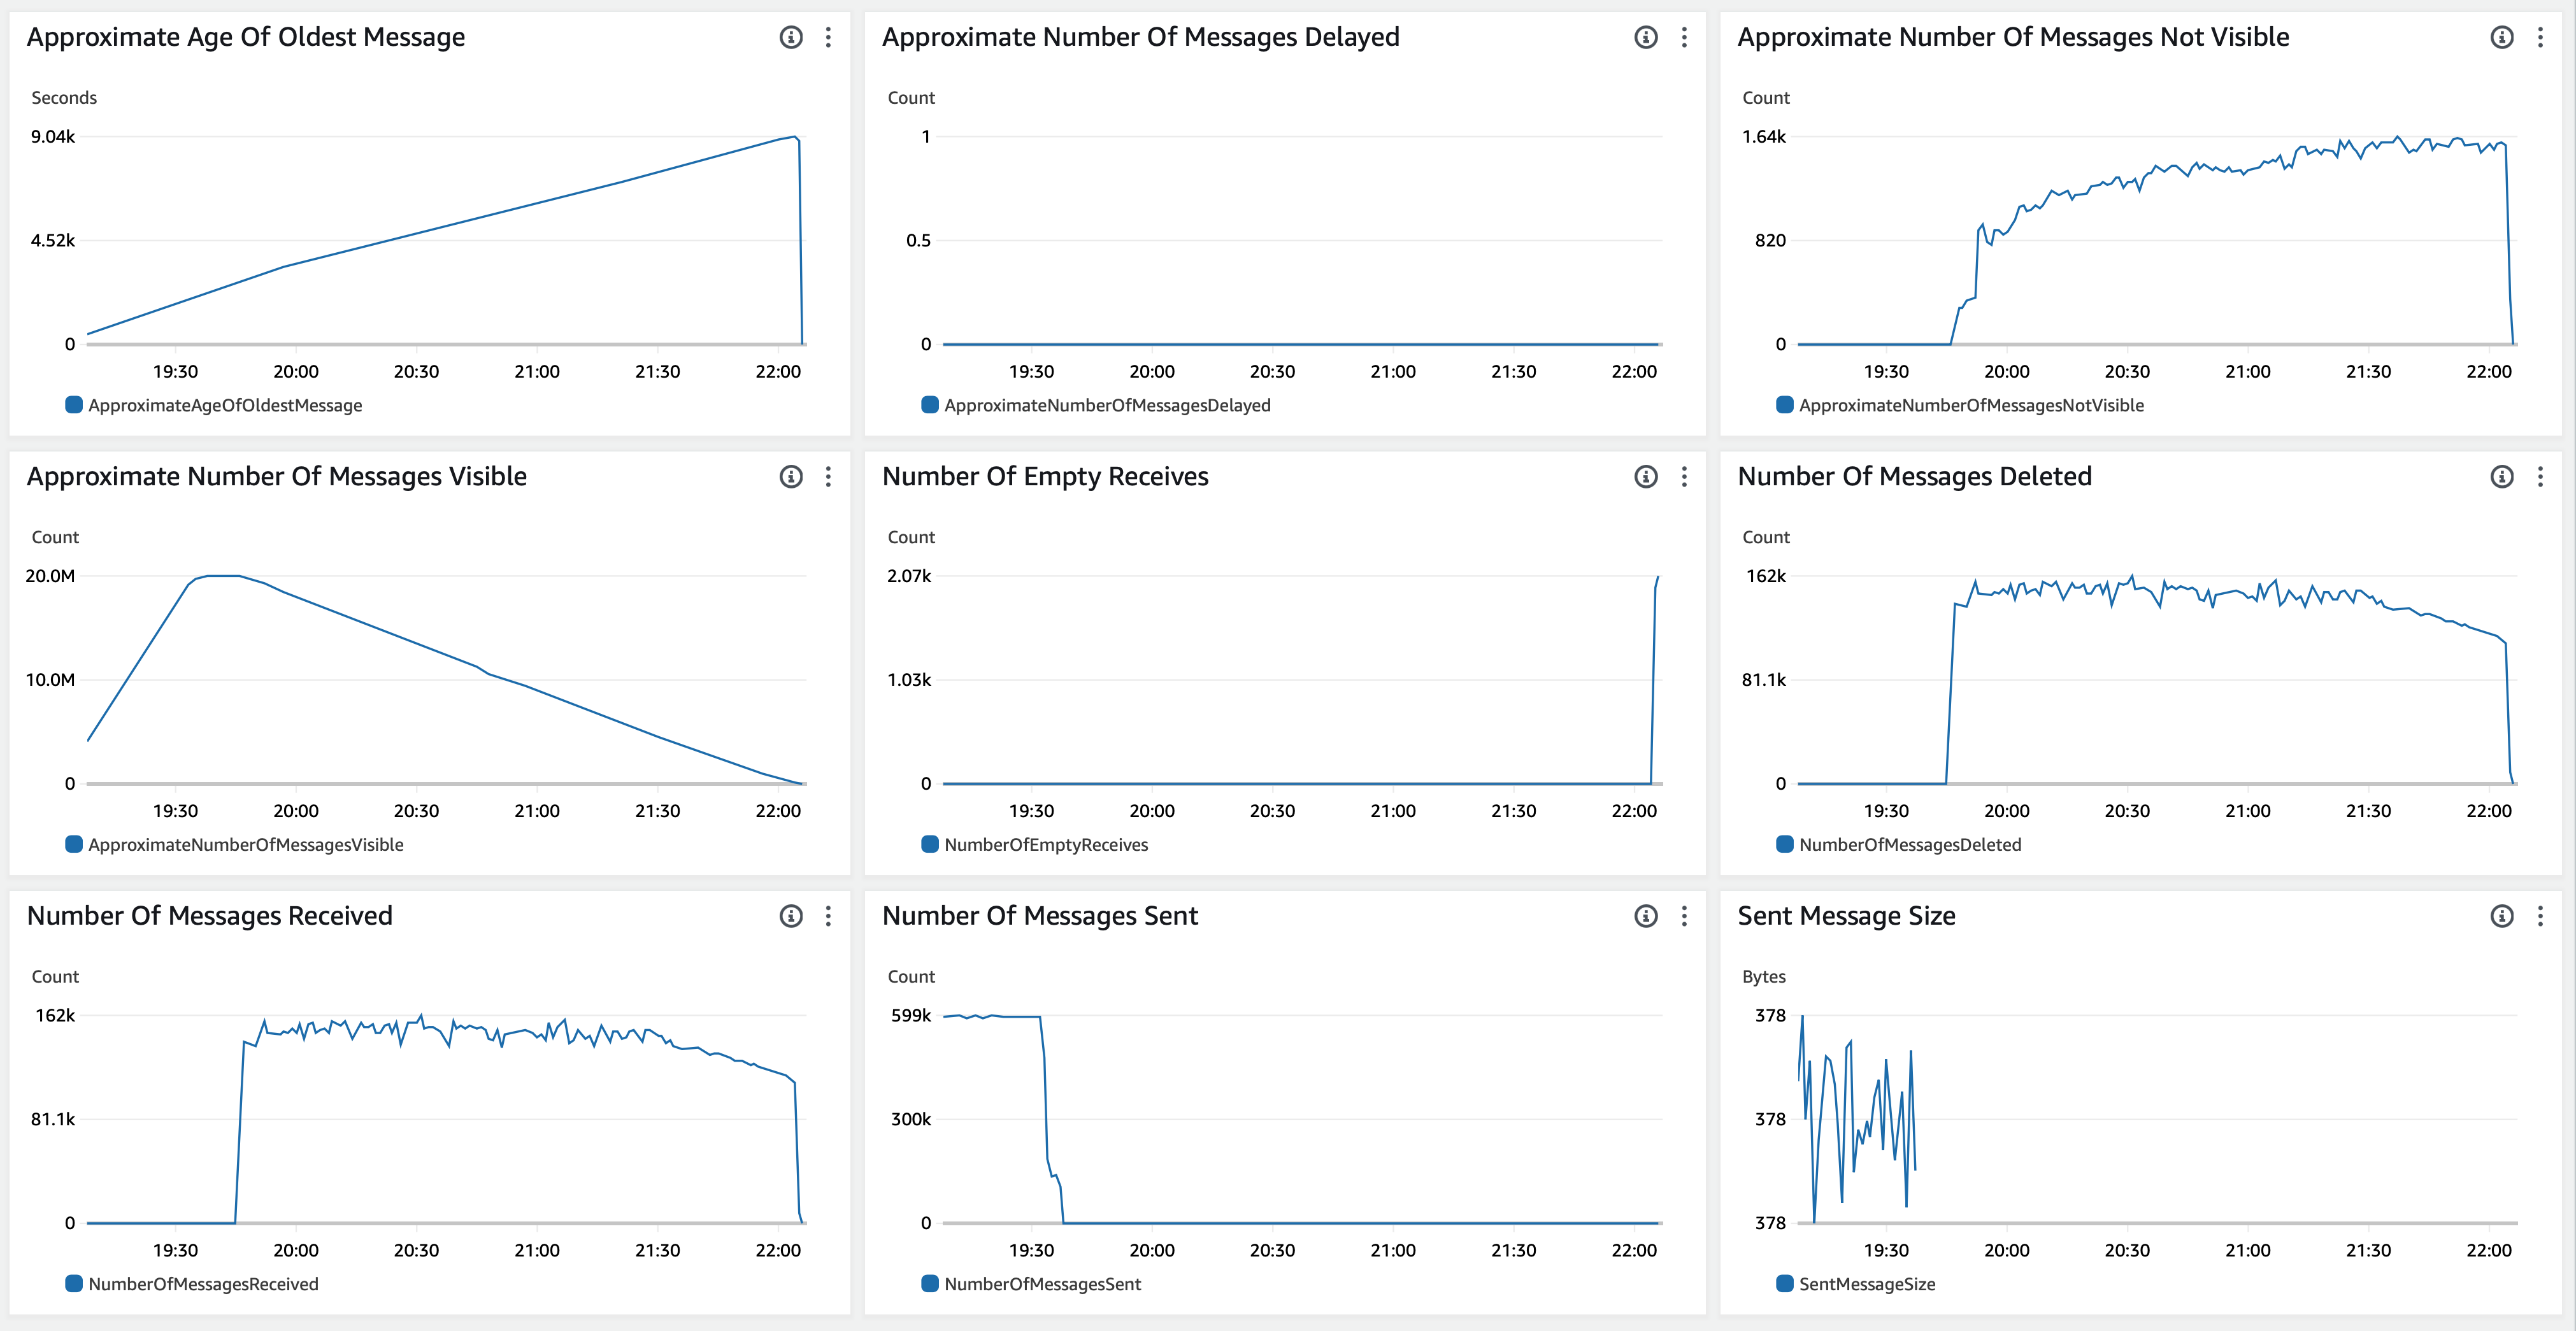 Approximate Age Of Oldest Message
Seconds
9.04k
4.52k
0
19:30 20:00 20:30 21:00 21:30 22:00
ApproximateAgeOfOldestMessage
Approximate Number Of Messages Delayed
Count
1
0.5
0
19:30 20:00 20:30 21:00 21:30 22:00
ApproximateNumberOfMessagesDelayed
Approximate Number Of Messages Not Visible
Count
1.64k
820
0
19:30 20:00 20:30 21:00 21:30 22:00
ApproximateNumberOfMessagesNotVisible
Approximate Number Of Messages Visible
Count
20.0M
10.0M
0
19:30 20:00 20:30 21:00 21:30 22:00
ApproximateNumberOfMessagesVisible
Number Of Empty Receives
Count
2.07k
1.03k
0
19:30 20:00 20:30 21:00 21:30 22:00
NumberOfEmptyReceives
Number Of Messages Deleted
Count
162k
81.1k
0
19:30 20:00 20:30 21:00 21:30 22:00
NumberOfMessagesDeleted
Number Of Messages Received
Count
162k
81.1k
0
19:30 20:00 20:30 21:00 21:30 22:00
NumberOfMessagesReceived
Number Of Messages Sent
Count
599k
300k
0
19:30 20:00 20:30 21:00 21:30 22:00
NumberOfMessagesSent
Sent Message Size
Bytes
378
378
378
19:30 20:00 20:30 21:00 21:30 22:00
SentMessageSize